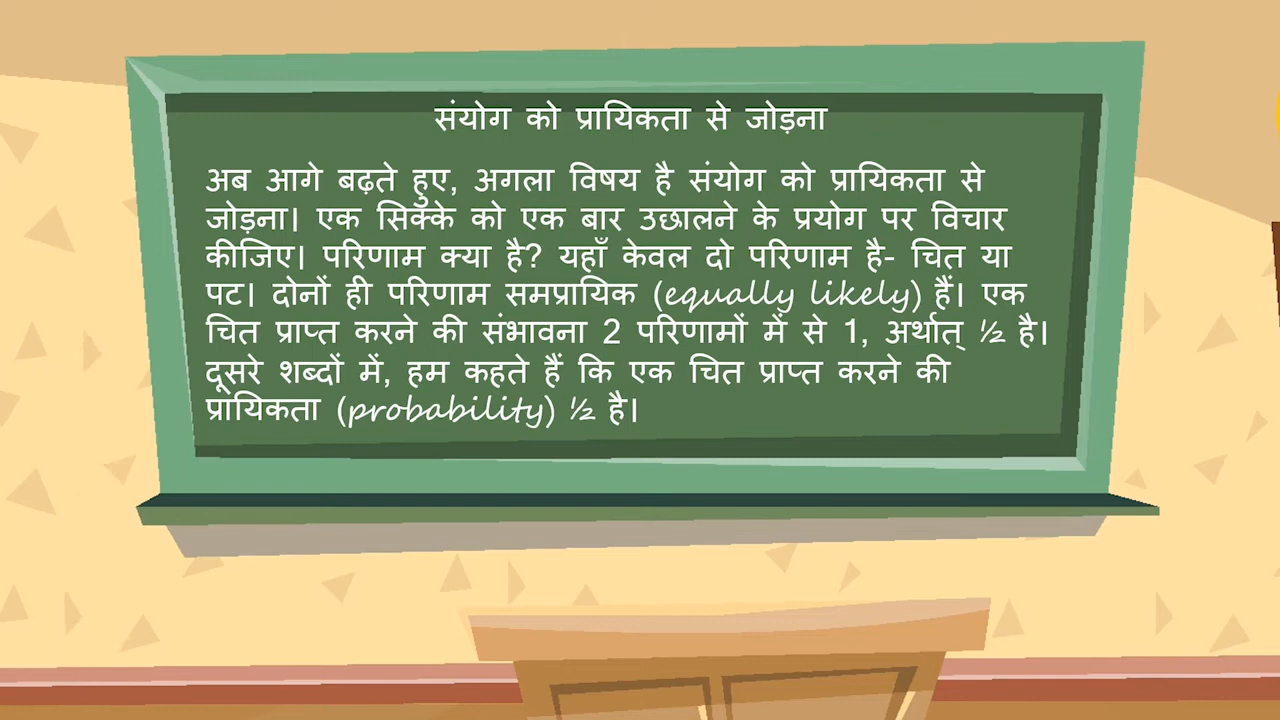 संयोग को प्रायिकता से जोड़ना
अब आगे बढ़ते हुए, अगला विषय है संयोग को प्रायिकता से
जोड़ना। एक सिक्के को एक बार उछालने के प्रयोग पर विचार
कीजिए। परिणाम क्या है? यहाँ केवल दो परिणाम है- चित या
पट। दोनों ही परिणाम समप्रायिक (equally likely) हैं। एक
चित प्राप्त करने की संभावना 2 परिणामों में से 1, अर्थात् ½ है।
दूसरे शब्दों में, हम कहते हैं कि एक चित प्राप्त करने की
प्रायिकता (probability) ½ है।